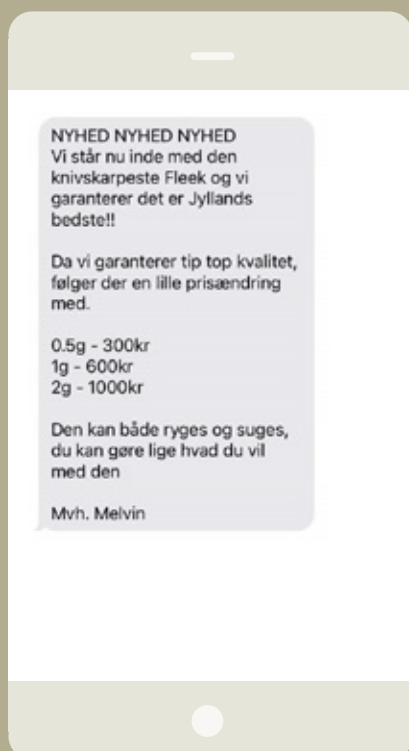 NYHED NYHED NYHED
Vi står nu inde med den
knivskarpeste Fleek og vi
garanterer det er Jyllands
bedste!!
Da vi garanterer tip top kvalitet,
følger der en lille prisændring
med.
0.5g - 300kr
1g - 600kr
2g - 1000kr
Den kan både ryges og suges,
du kan gøre lige hvad du vil
med den
Mvh. Melvin